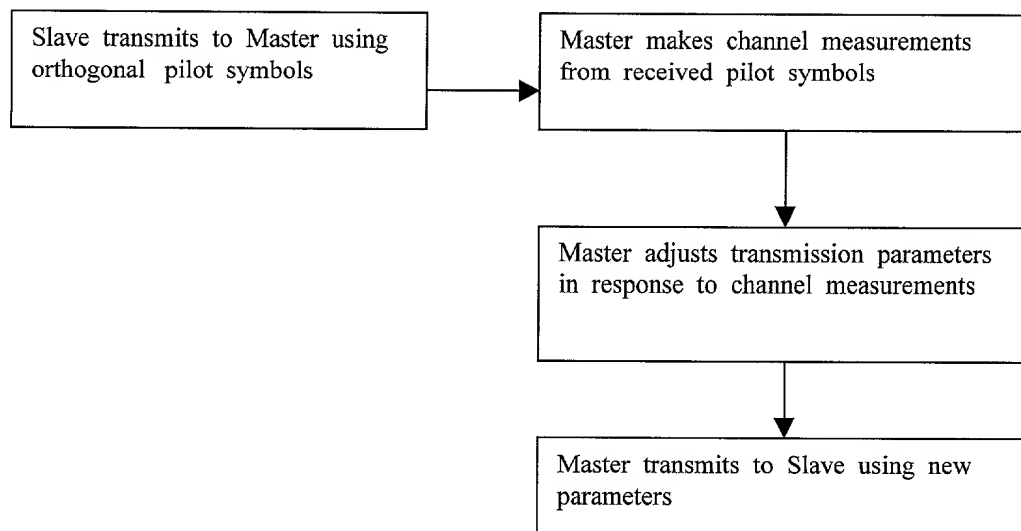 Slave transmits to Master using
orthogonal pilot symbols
Master makes channel measurements
from received pilot symbols
Master adjusts transmission parameters
in response to channel measurements
Master transmits to Slave using new
parameters